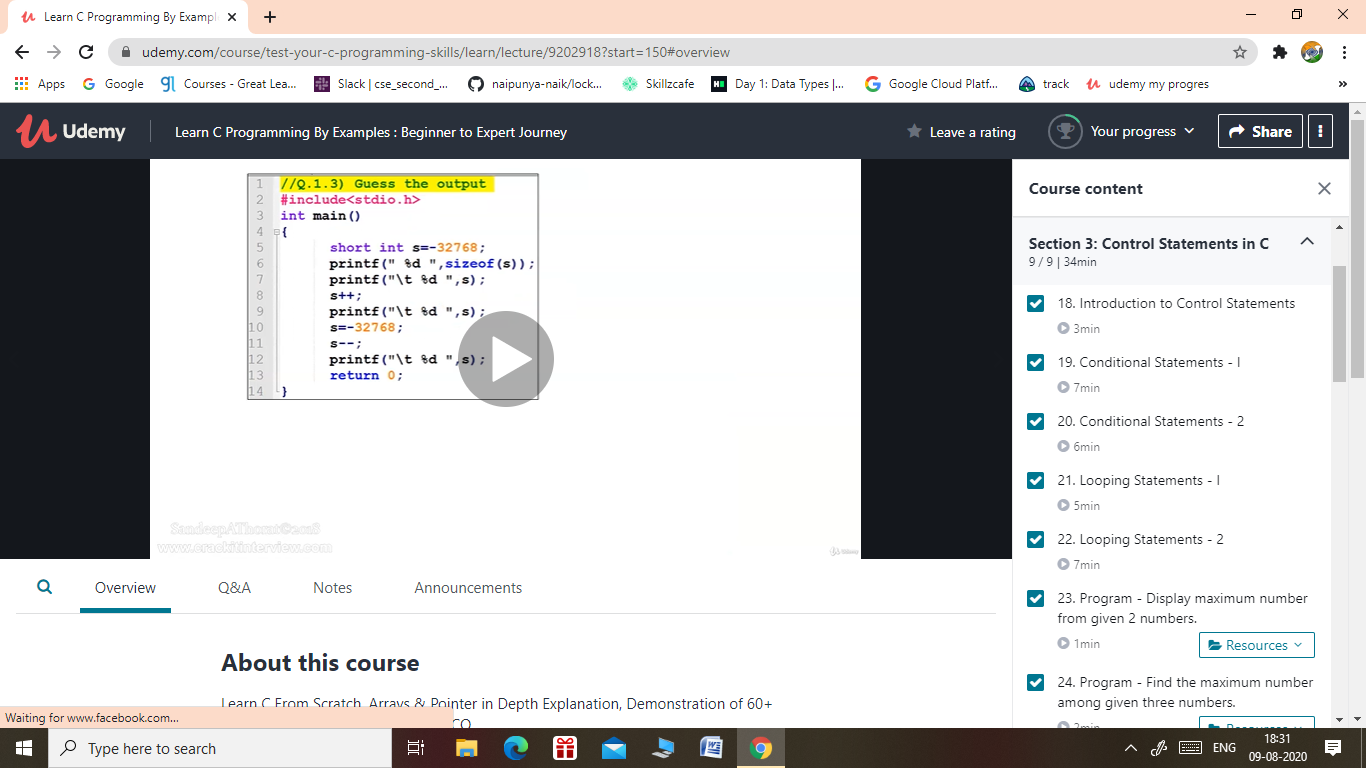 Learn C Programming By Exampl
udemy.com/course/test-your-c-programming-skills/learn/lecture/9202918?start=150#overview
Apps Google Courses - Great Lea... Slack | cse_second_... naipunya-naik/lock... Skillzcafe Day 1: Data Types |... Google Cloud Platf... track udemy my progres »
Udemy Learn C Programming By Examples : Beginner to Expert Journey Leave a rating Your progress Share
1 //Q.1.3) Guess the output
2 #include<stdio.h>
3 int main()
4 {
5 short int s=-32768;
6 printf(" %d ",sizeof(s));
7 printf("\t %d ",s);
8 s++;
9 printf("\t %d ",s);
10 s=-32768;
11 s--;
12 printf("\t %d ",s);
13 return 0;
14 }
SandeepAThorat©2018
www.crackitinterview.com
Udemy
Course content
Section 3: Control Statements in C
9 / 9 | 34min
18. Introduction to Control Statements
3min
19. Conditional Statements - I
7min
20. Conditional Statements - 2
6min
21. Looping Statements - I
5min
22. Looping Statements - 2
7min
23. Program - Display maximum number
from given 2 numbers.
1min Resources
24. Program - Find the maximum number
among given three numbers.
2min Resources
Overview Q&A Notes Announcements
About this course
Learn C From Scratch, Arrays & Pointer in Depth Explanation, Demonstration of 60+
Waiting for www.facebook.com...
Type here to search
ENG 18:31
09-08-2020